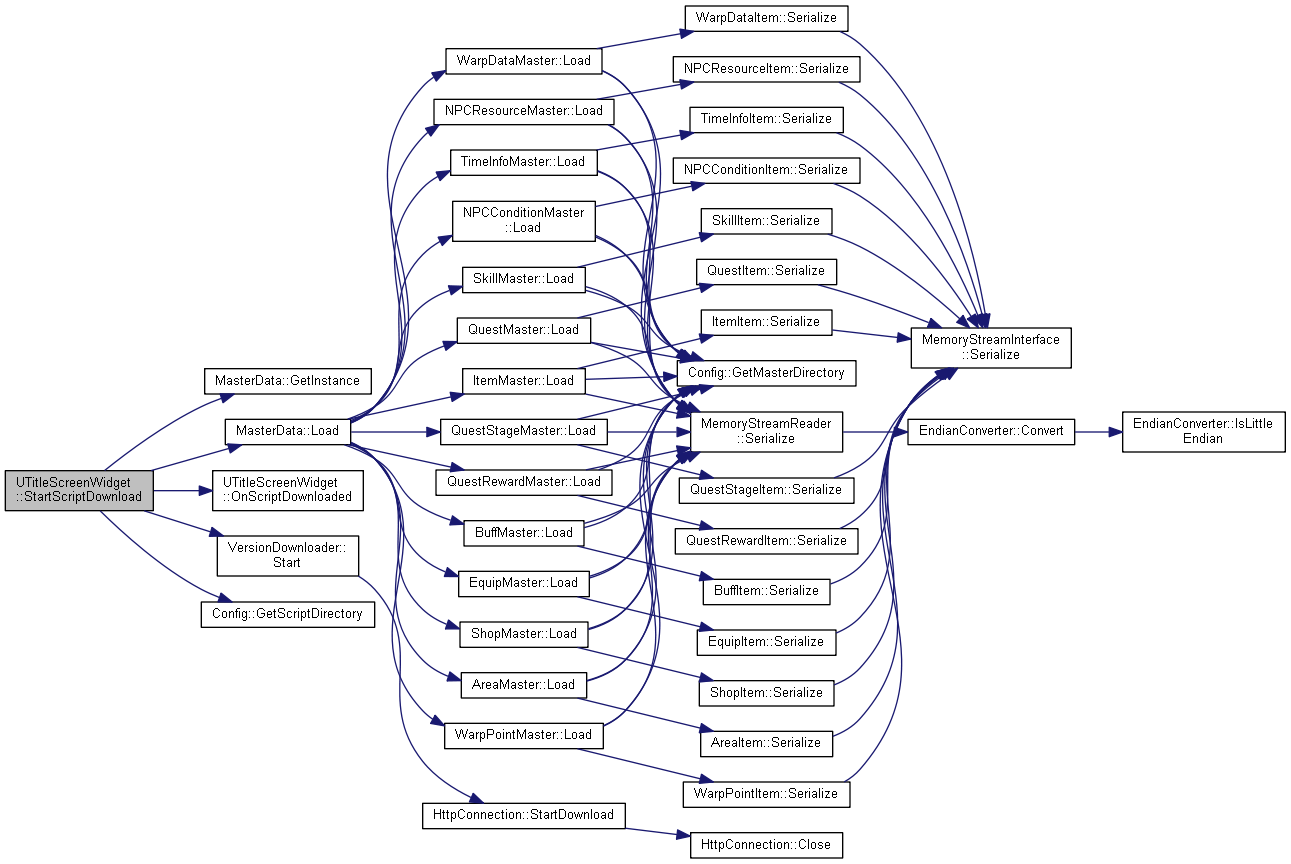 UTitleScreenWidget
::StartScriptDownload
MasterData::GetInstance
MasterData::Load
UTitleScreenWidget
::OnScriptDownloaded
VersionDownloader::
Start
Config::GetScriptDirectory
WarpDataMaster::Load
NPCResourceMaster::Load
TimeInfoMaster::Load
NPCConditionMaster
::Load
SkillMaster::Load
QuestMaster::Load
ItemMaster::Load
QuestStageMaster::Load
QuestRewardMaster::Load
BuffMaster::Load
EquipMaster::Load
ShopMaster::Load
AreaMaster::Load
WarpPointMaster::Load
HttpConnection::StartDownload
WarpDataItem::Serialize
NPCResourceItem::Serialize
TimeInfoItem::Serialize
NPCConditionItem::Serialize
SkillItem::Serialize
QuestItem::Serialize
ItemItem::Serialize
Config::GetMasterDirectory
MemoryStreamReader
::Serialize
QuestStageItem::Serialize
QuestRewardItem::Serialize
BuffItem::Serialize
EquipItem::Serialize
ShopItem::Serialize
AreaItem::Serialize
WarpPointItem::Serialize
HttpConnection::Close
MemoryStreamInterface
::Serialize
EndianConverter::Convert
EndianConverter::IsLittle
Endian